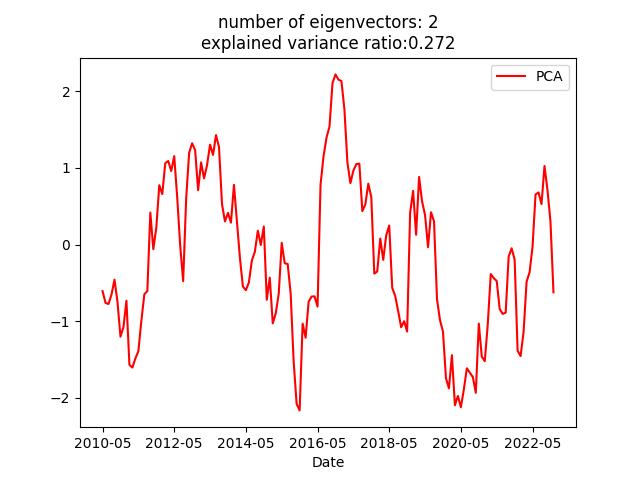 number of eigenvectors: 2
explained variance ratio:0.272
PCA
2
1
0
−1
−2
2010-05 2012-05 2014-05 2016-05 2018-05 2020-05 2022-05
Date